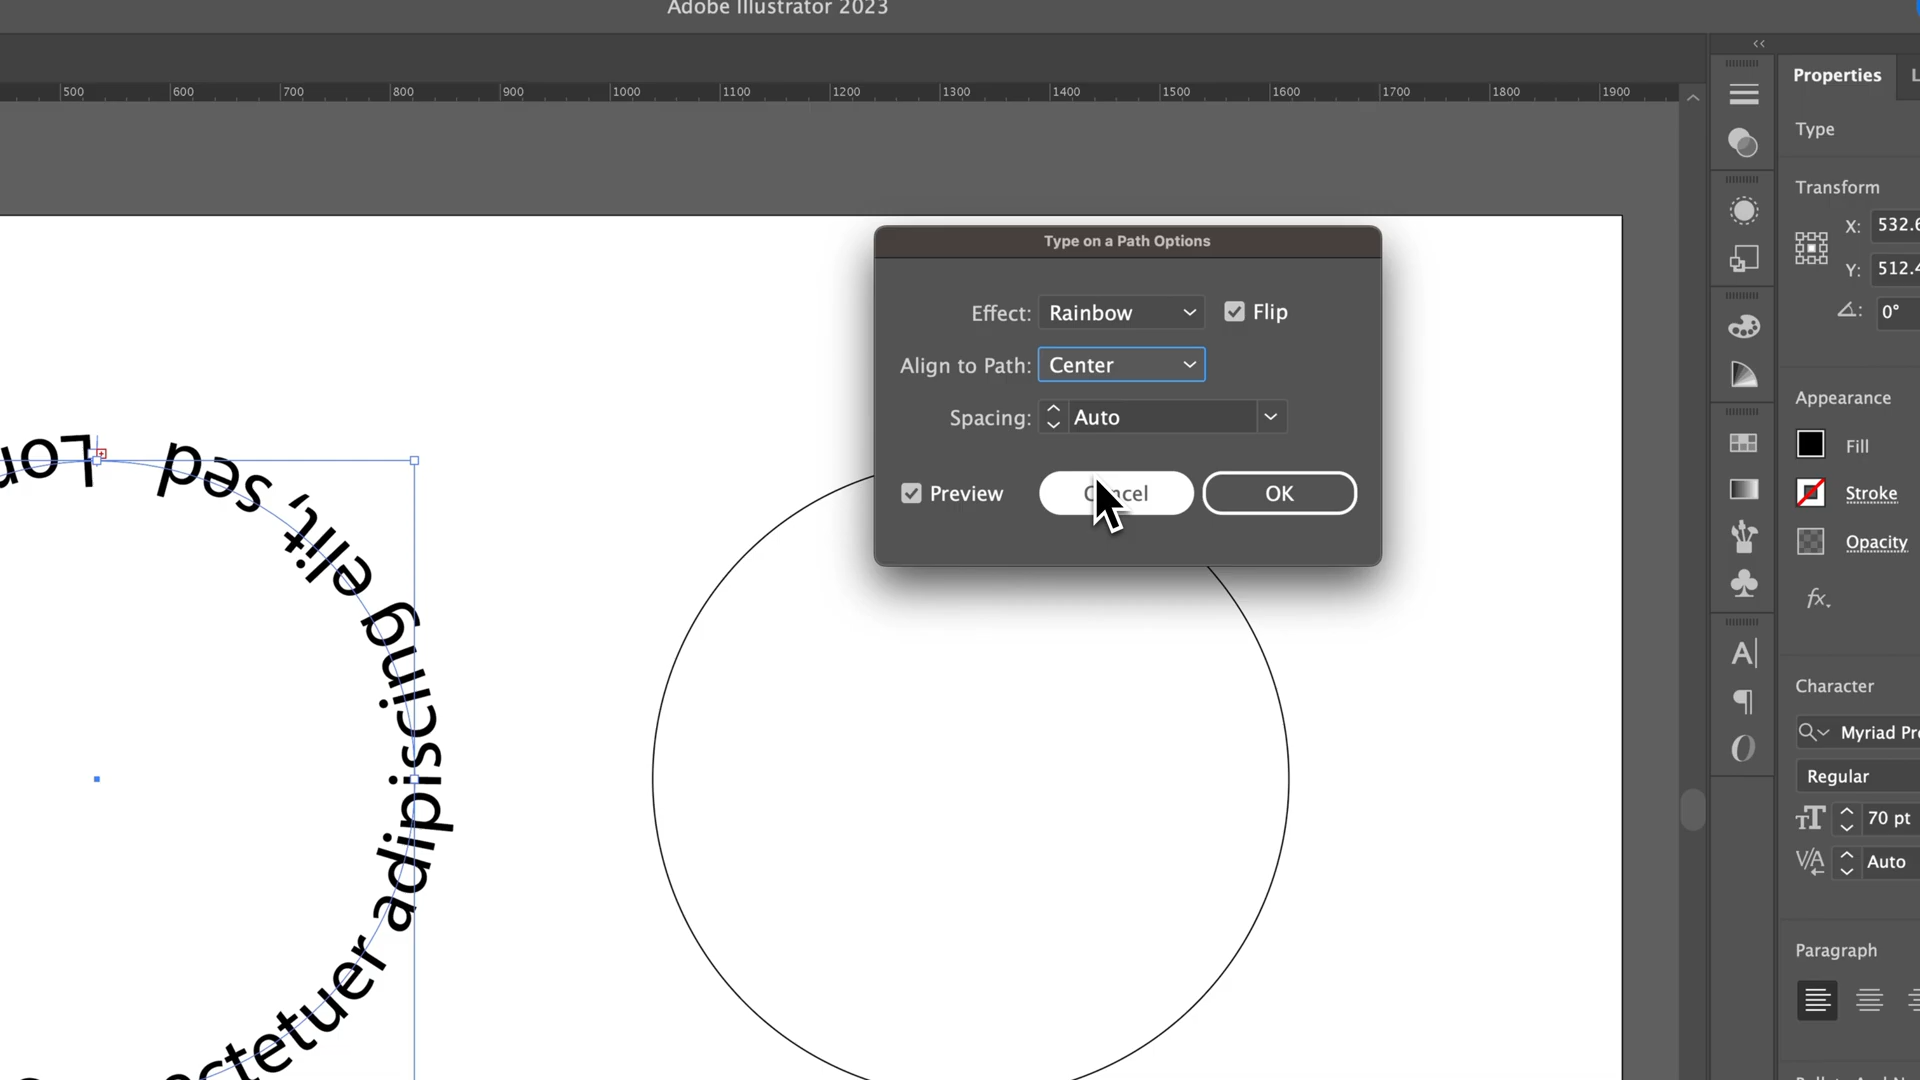 Adobe Illustrator 2023
500 600 700 800 900 1000 1100 1200 1300 1400 1500 1600 1700 1800 1900
Properties
Type
Transform
X: 532.6
Y: 512.4
0°
Type on a Path Options
Effect: Rainbow Flip
Align to Path: Center
Spacing: Auto
Preview Cancel OK
Lor
adipiscing elit, sed
Appearance
Fill
Stroke
Opacity
fx.
Character
Myriad Pr
Regular
70 pt
Auto
Paragraph